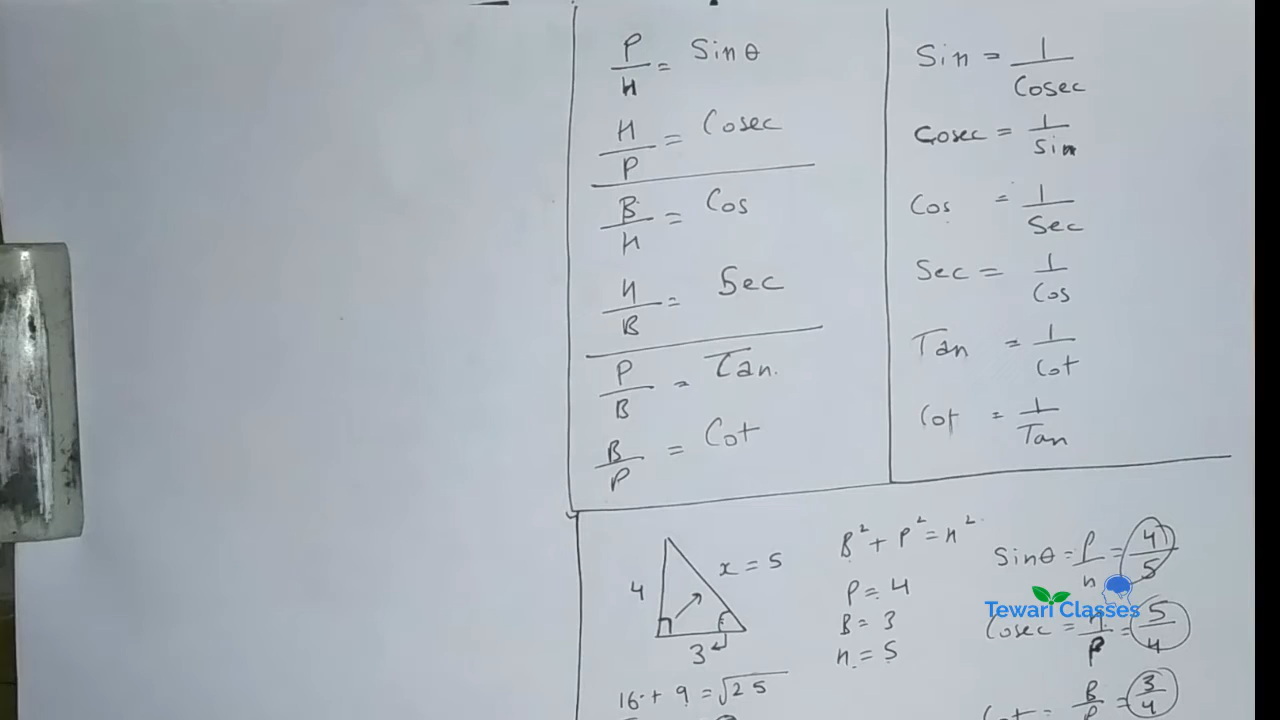 P/H = Sinθ
H/P = Cosec
B/H = Cos
H/B = Sec
P/B = Tan.
B/P = Cot
Sin = 1/Cosec
Cosec = 1/Sin
Cos = 1/Sec
Sec = 1/Cos
Tan = 1/Cot
Cot = 1/Tan
4
x = 5
3
16 + 9 = √25
B² + P² = H²
P = 4
B = 3
H = 5
Sinθ = P/H = 4/5
Tewari Classes
Cosec = H/P = 5/4
Cot = B/P = 3/4